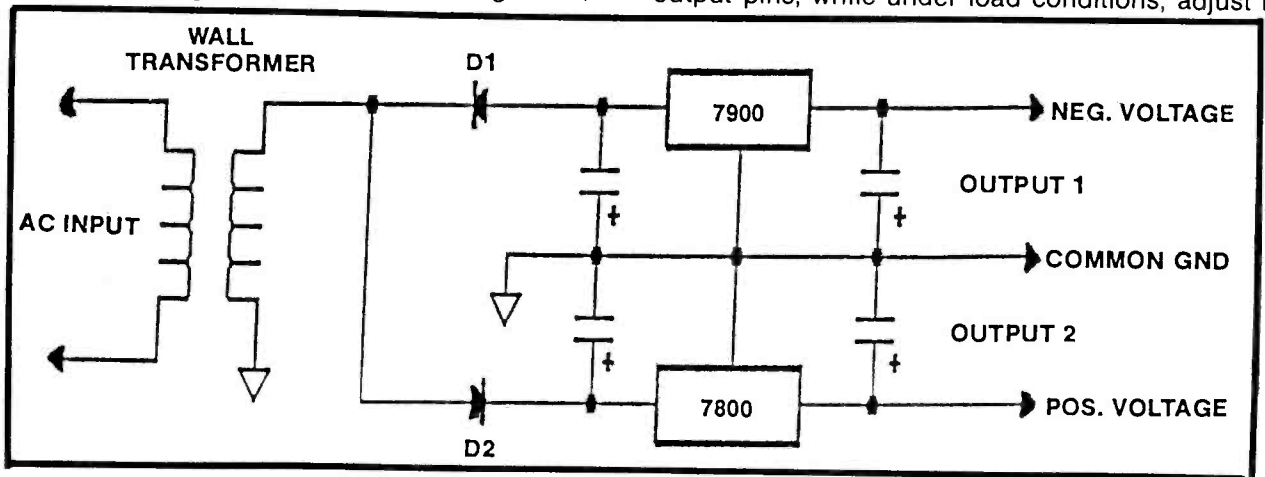 output pins, while under load conditions, adjust
WALL
TRANSFORMER
D1
7900
NEG. VOLTAGE
OUTPUT 1
AC INPUT
COMMON GND
OUTPUT 2
7800
POS. VOLTAGE
D2